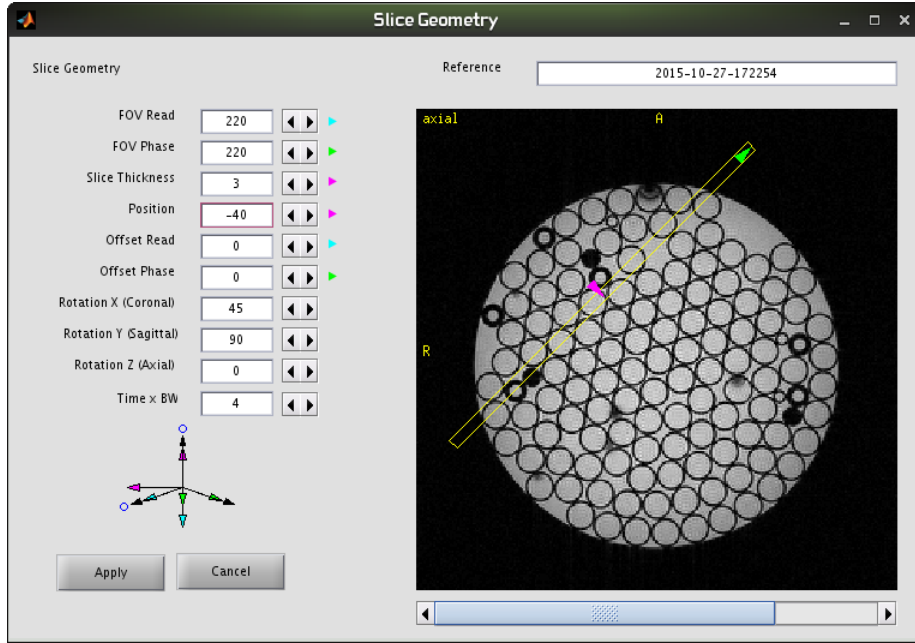 Slice Geometry
Slice Geometry
Reference
2015-10-27-172254
FOV Read
220
FOV Phase
220
Slice Thickness
3
Position
-40
Offset Read
0
Offset Phase
0
Rotation X (Coronal)
45
Rotation Y (Sagittal)
90
Rotation Z (Axial)
0
Time x BW
4
Apply
Cancel
axial
A
R